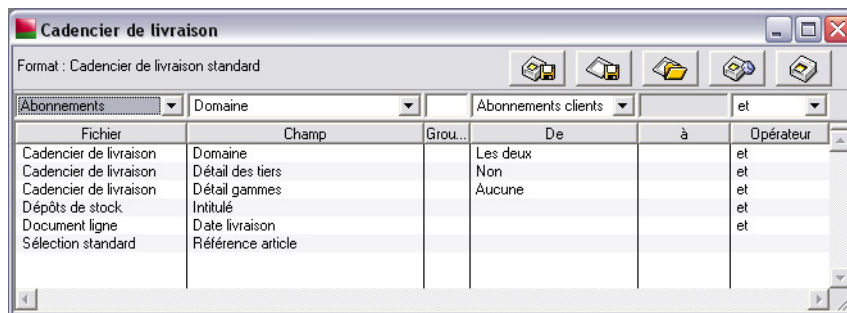 Cadencier de livraison
Format : Cadencier de livraison standard
Abonnements Domaine Abonnements clients et
Fichier Champ Grou... De à Opérateur
Cadencier de livraison Domaine Les deux et
Cadencier de livraison Détail des tiers Non et
Cadencier de livraison Détail gammes Aucune et
Dépôts de stock Intitulé et
Document ligne Date livraison et
Sélection standard Référence article